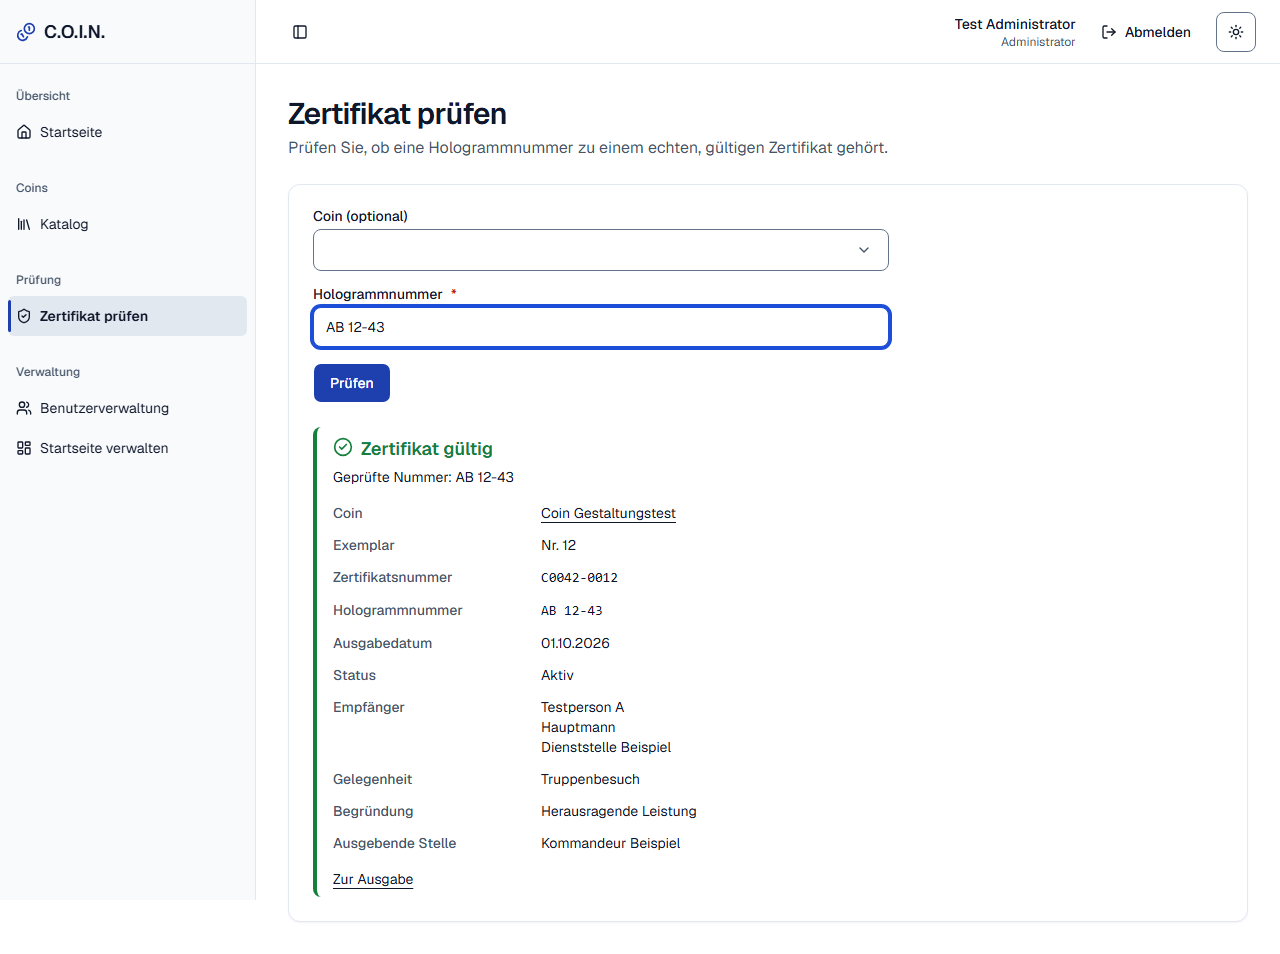 C.O.I.N.
Test Administrator
Administrator
Abmelden
Übersicht
Startseite
Coins
Katalog
Prüfung
Zertifikat prüfen
Verwaltung
Benutzerverwaltung
Startseite verwalten
Zertifikat prüfen
Prüfen Sie, ob eine Hologrammnummer zu einem echten, gültigen Zertifikat gehört.
Coin (optional)
Hologrammnummer *
AB 12-43
Prüfen
Zertifikat gültig
Geprüfte Nummer: AB 12-43
Coin Coin Gestaltungstest
Exemplar Nr. 12
Zertifikatsnummer C0042-0012
Hologrammnummer AB 12-43
Ausgabedatum 01.10.2026
Status Aktiv
Empfänger Testperson A
Hauptmann
Dienststelle Beispiel
Gelegenheit Truppenbesuch
Begründung Herausragende Leistung
Ausgebende Stelle Kommandeur Beispiel
Zur Ausgabe